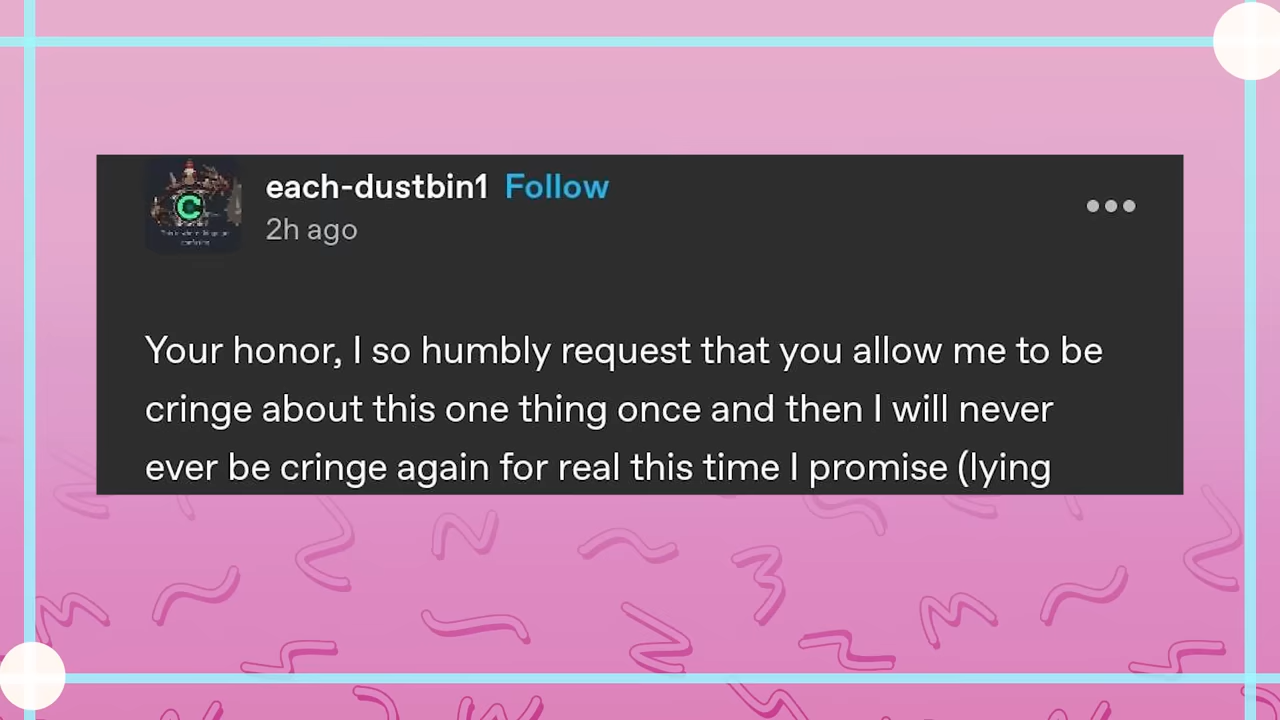 each-dustbin1 Follow
2h ago
Your honor, I so humbly request that you allow me to be
cringe about this one thing once and then I will never
ever be cringe again for real this time I promise (lying